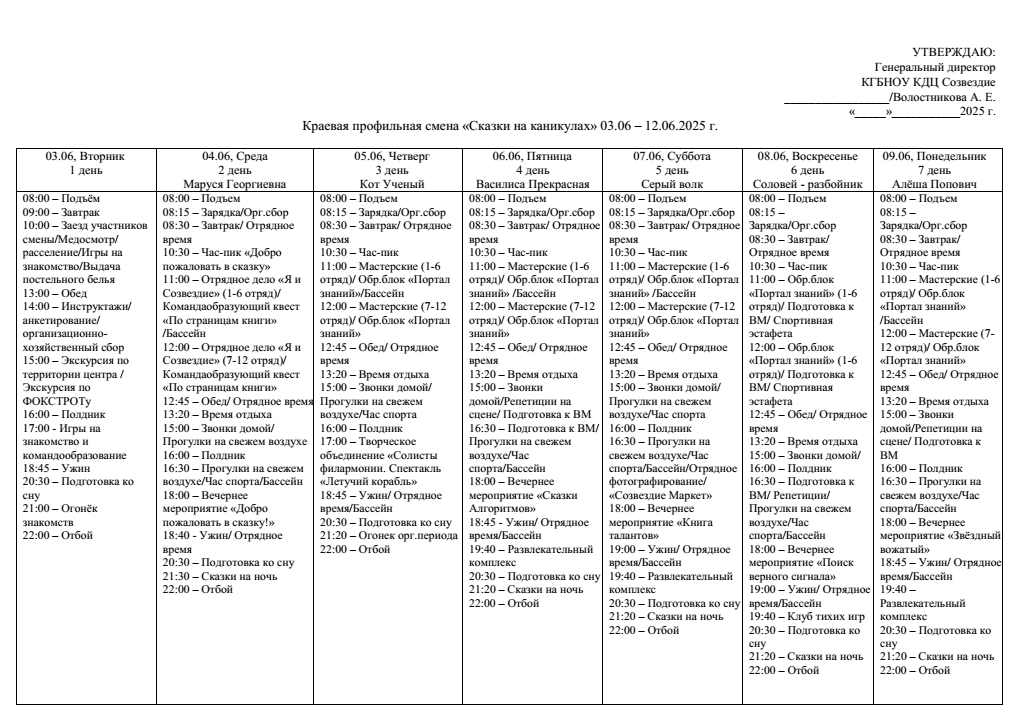 УТВЕРЖДАЮ:
Генеральный директор
КГБНОУ КДЦ Созвездие
_________________/Волостникова А. Е.
«_____»___________2025 г.
Краевая профильная смена «Сказки на каникулах» 03.06 – 12.06.2025 г.
03.06, Вторник
1 день
08:00 – Подъём
09:00 – Завтрак
10:00 – Заезд участников
смены/Медосмотр/
расселение/Игры на
знакомство/Выдача
постельного белья
13:00 – Обед
14:00 – Инструктажи/
анкетирование/
организационно-
хозяйственный сбор
15:00 – Экскурсия по
территории центра /
Экскурсия по
ФОКСТРОТу
16:00 – Полдник
17:00 - Игры на
знакомство и
командообразование
18:45 – Ужин
20:30 – Подготовка ко
сну
21:00 – Огонёк
знакомств
22:00 – Отбой
04.06, Среда
2 день
Маруся Георгиевна
08:00 – Подъем
08:15 – Зарядка/Орг.сбор
08:30 – Завтрак/ Отрядное
время
10:30 – Час-пик «Добро
пожаловать в сказку»
11:00 – Отрядное дело «Я и
Созвездие» (1-6 отряд)/
Командаобразующий квест
«По страницам книги»
/Бассейн
12:00 – Отрядное дело «Я и
Созвездие» (7-12 отряд)/
Командаобразующий квест
«По страницам книги»
12:45 – Обед/ Отрядное время
13:20 – Время отдыха
15:00 – Звонки домой/
Прогулки на свежем воздухе
16:00 – Полдник
16:30 – Прогулки на свежем
воздухе/Час спорта/Бассейн
18:00 – Вечернее
мероприятие «Добро
пожаловать в сказку!»
18:40 - Ужин/ Отрядное
время
20:30 – Подготовка ко сну
21:30 – Сказки на ночь
22:00 – Отбой
05.06, Четверг
3 день
Кот Ученый
08:00 – Подъем
08:15 – Зарядка/Орг.сбор
08:30 – Завтрак/ Отрядное
время
10:30 – Час-пик
11:00 – Мастерские (1-6
отряд)/ Обр.блок «Портал
знаний»/Бассейн
12:00 – Мастерские (7-12
отряд)/ Обр.блок «Портал
знаний»
12:45 – Обед/ Отрядное
время
13:20 – Время отдыха
15:00 – Звонки домой/
Прогулки на свежем
воздухе/Час спорта
16:00 – Полдник
17:00 – Творческое
объединение «Солисты
филармонии. Спектакль
«Летучий корабль»
18:45 – Ужин/ Отрядное
время/Бассейн
20:30 – Подготовка ко сну
21:20 – Огонек орг.периода
22:00 – Отбой
06.06, Пятница
4 день
Василиса Прекрасная
08:00 – Подъем
08:15 – Зарядка/Орг.сбор
08:30 – Завтрак/ Отрядное
время
10:30 – Час-пик
11:00 – Мастерские (1-6
отряд)/ Обр.блок «Портал
знаний» /Бассейн
12:00 – Мастерские (7-12
отряд)/ Обр.блок «Портал
знаний»
12:45 – Обед/ Отрядное
время
13:20 – Время отдыха
15:00 – Звонки
домой/Репетиции на
сцене/ Подготовка к ВМ
16:30 – Подготовка к ВМ/
Прогулки на свежем
воздухе/Час
спорта/Бассейн
18:00 – Вечернее
мероприятие «Сказки
Алгоритмов»
18:45 - Ужин/ Отрядное
время/Бассейн
19:40 – Развлекательный
комплекс
20:30 – Подготовка ко сну
21:20 – Сказки на ночь
22:00 – Отбой
07.06, Суббота
5 день
Серый волк
08:00 – Подъем
08:15 – Зарядка/Орг.сбор
08:30 – Завтрак/ Отрядное
время
10:30 – Час-пик
11:00 – Мастерские (1-6
отряд)/ Обр.блок «Портал
знаний» /Бассейн
12:00 – Мастерские (7-12
отряд)/ Обр.блок «Портал
знаний»
12:45 – Обед/ Отрядное
время
13:20 – Время отдыха
15:00 – Звонки домой/
Прогулки на свежем
воздухе/Час спорта
16:00 – Полдник
16:30 – Прогулки на
свежем воздухе/Час
спорта/Бассейн/Отрядное
фотографирование/
«Созвездие Маркет»
18:00 – Вечернее
мероприятие «Книга
талантов»
19:00 – Ужин/ Отрядное
время/Бассейн
19:40 – Развлекательный
комплекс
20:30 – Подготовка ко сну
21:20 – Сказки на ночь
22:00 – Отбой
08.06, Воскресенье
6 день
Соловей - разбойник
08:00 – Подъем
08:15 –
Зарядка/Орг.сбор
08:30 – Завтрак/
Отрядное время
10:30 – Час-пик
11:00 – Обр.блок
«Портал знаний» (1-6
отряд)/ Подготовка к
ВМ/ Спортивная
эстафета
12:00 – Обр.блок
«Портал знаний» (1-6
отряд)/ Подготовка к
ВМ/ Спортивная
эстафета
12:45 – Обед/ Отрядное
время
13:20 – Время отдыха
15:00 – Звонки домой/
16:00 – Полдник
16:30 – Подготовка к
ВМ/ Репетиции/
Прогулки на свежем
воздухе/Час
спорта/Бассейн
18:00 – Вечернее
мероприятие «Поиск
верного сигнала»
19:00 – Ужин/ Отрядное
время/Бассейн
19:40 – Клуб тихих игр
20:30 – Подготовка ко
сну
21:20 – Сказки на ночь
22:00 – Отбой
09.06, Понедельник
7 день
Алёша Попович
08:00 – Подъем
08:15 –
Зарядка/Орг.сбор
08:30 – Завтрак/
Отрядное время
10:30 – Час-пик
11:00 – Мастерские (1-6
отряд)/ Обр.блок
«Портал знаний»
/Бассейн
12:00 – Мастерские (7-
12 отряд)/ Обр.блок
«Портал знаний»
12:45 – Обед/ Отрядное
время
13:20 – Время отдыха
15:00 – Звонки
домой/Репетиции на
сцене/ Подготовка к
ВМ
16:00 – Полдник
16:30 – Прогулки на
свежем воздухе/Час
спорта/Бассейн
18:00 – Вечернее
мероприятие «Звёздный
вожатый»
18:45 – Ужин/ Отрядное
время/Бассейн
19:40 –
Развлекательный
комплекс
20:30 – Подготовка ко
сну
21:20 – Сказки на ночь
22:00 – Отбой